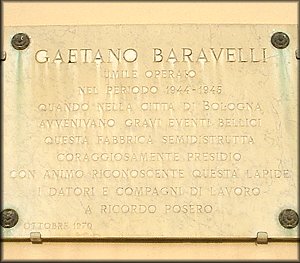 GAETANO BARAVELLI
UMILE OPERAIO
NEL PERIODO 1944-1945
QUANDO NELLA CITTÀ DI BOLOGNA
AVVENIVANO GRAVI EVENTI BELLICI
QUESTA FABBRICA SEMIDISTRUTTA
CORAGGIOSAMENTE PRESIDIÒ
CON ANIMO RICONOSCENTE QUESTA LAPIDE
I DATORI E COMPAGNI DI LAVORO
A RICORDO POSERO
OTTOBRE 1970